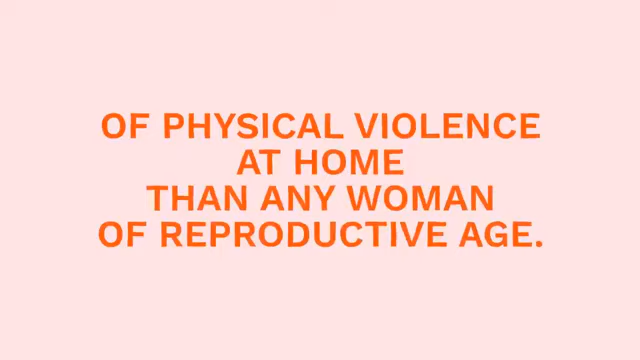 OF PHYSICAL VIOLENCE
AT HOME
THAN ANY WOMAN
OF REPRODUCTIVE AGE.